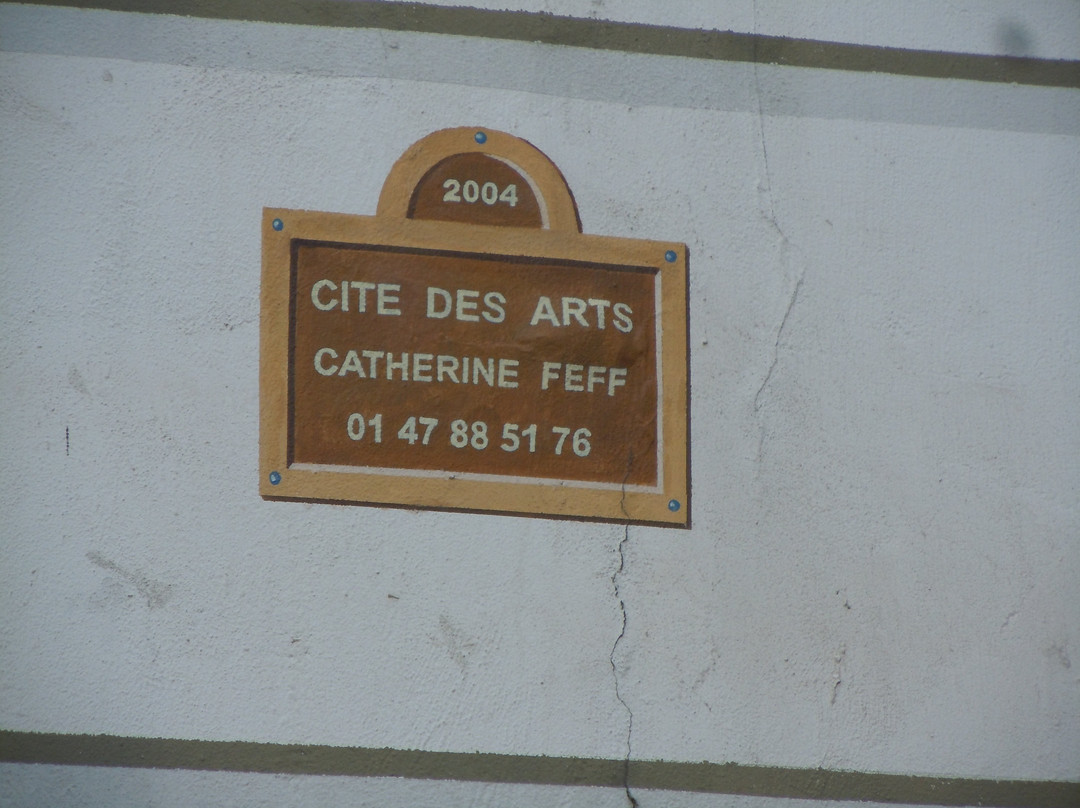 2004
CITE DES ARTS
CATHERINE FEFF
01 47 88 51 76